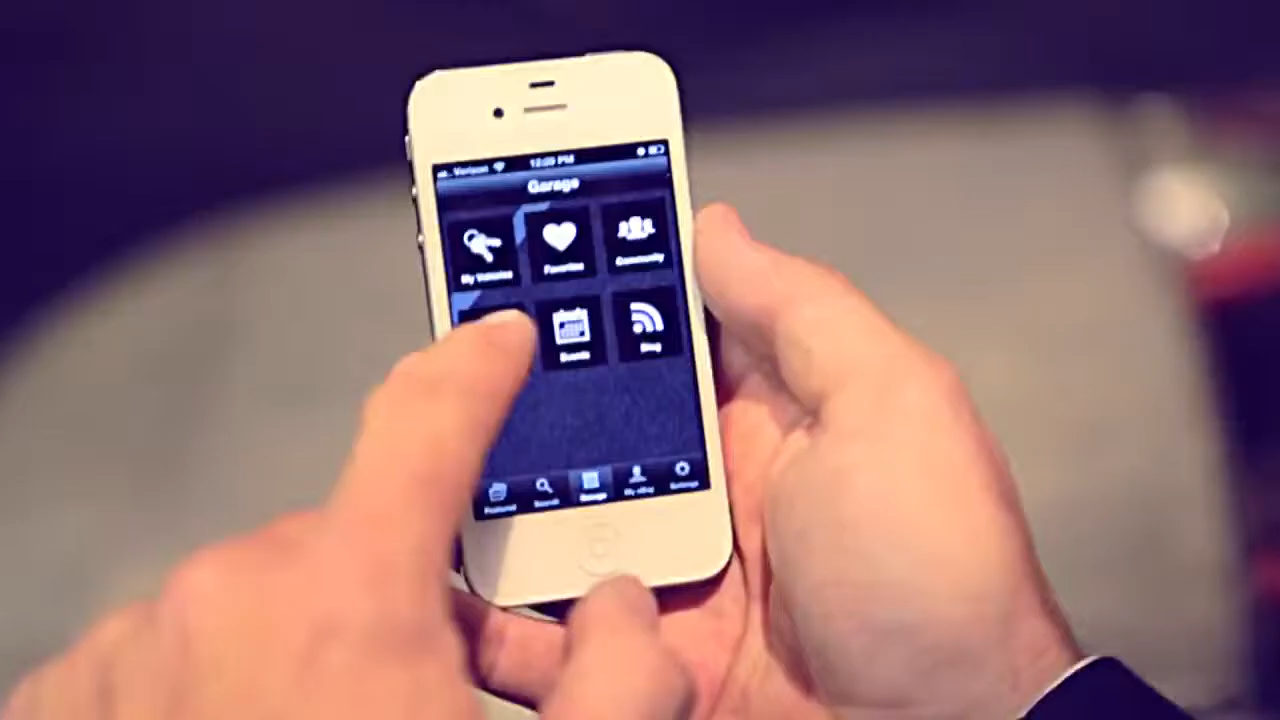 Verizon 12:09 PM
Garage
My Vehicles Favorites Community
Events Blog
Featured Search Garage My eBay Settings